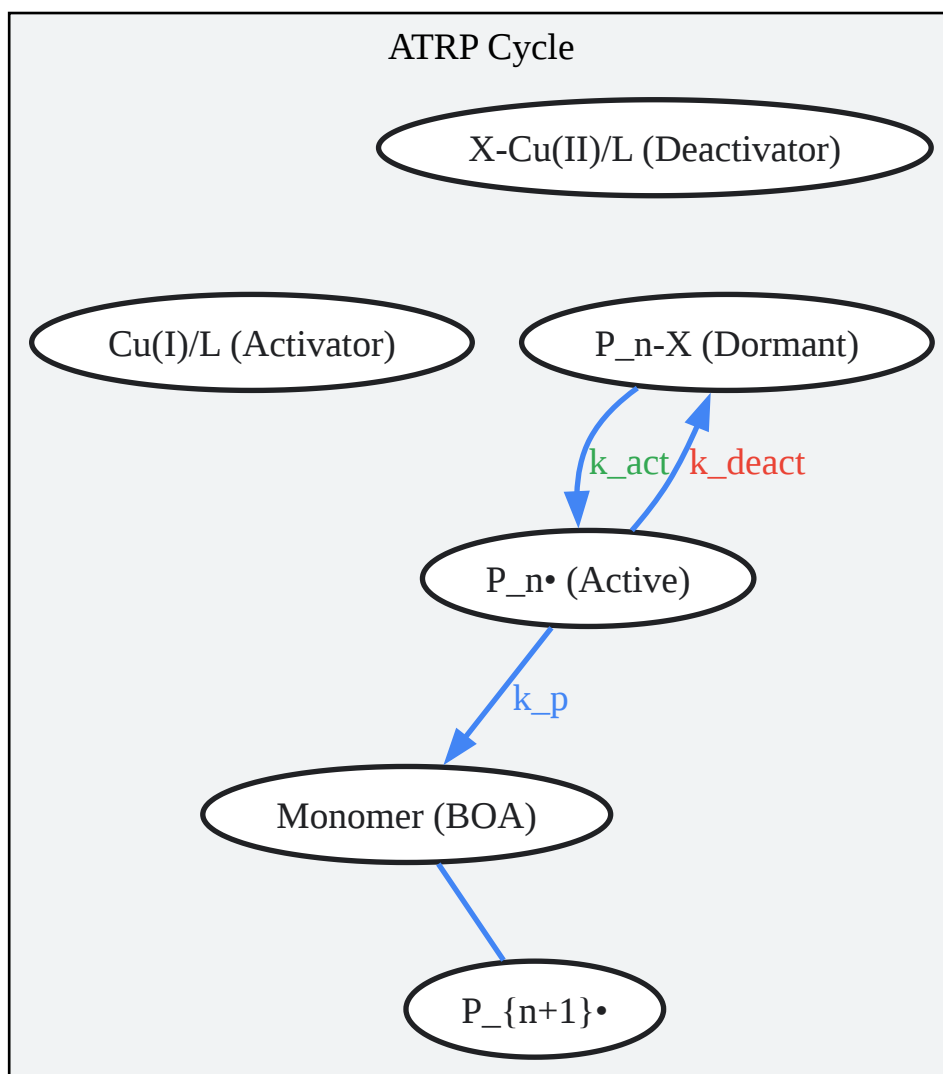 ATRP Cycle
X-Cu(II)/L (Deactivator)
Cu(I)/L (Activator)
P_n-X (Dormant)
k_act
k_deact
P_n• (Active)
k_p
Monomer (BOA)
P_{n+1}•